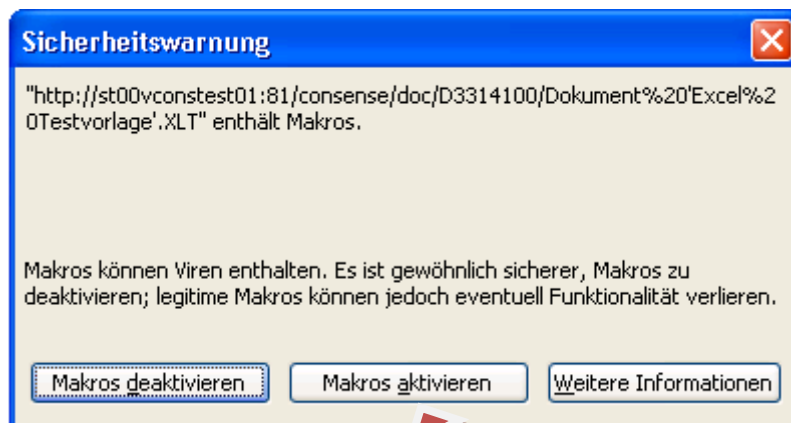 Sicherheitswarnung
"http://st00vconstest01:81/consense/doc/D3314100/Dokument%20'Excel%2
0Testvorlage'.XLT" enthält Makros.
Makros können Viren enthalten. Es ist gewöhnlich sicherer, Makros zu
deaktivieren; legitime Makros können jedoch eventuell Funktionalität verlieren.
Makros deaktivieren
Makros aktivieren
Weitere Informationen